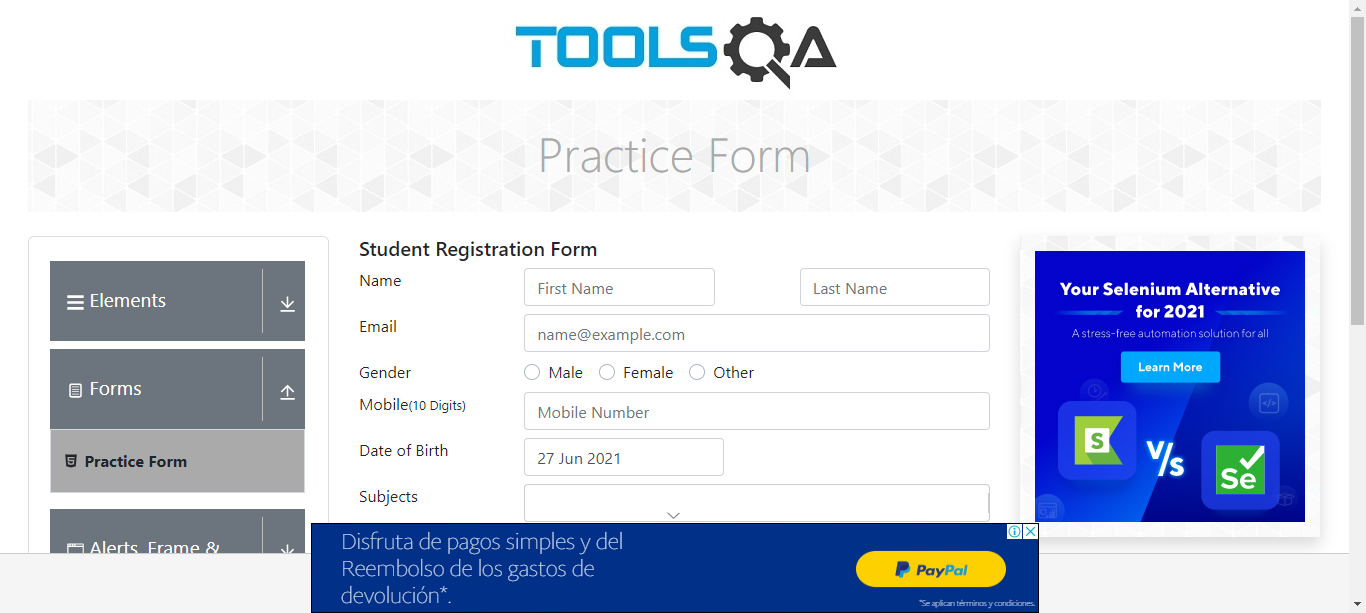 TOOLSQA
Practice Form
Elements
Forms
Practice Form
Alerts, Frame &
Student Registration Form
Name
First Name
Last Name
Email
name@example.com
Gender
Male
Female
Other
Mobile(10 Digits)
Mobile Number
Date of Birth
27 Jun 2021
Subjects
Your Selenium Alternative
for 2021
A stress-free automation solution for all
Learn More
S
V/S
Se
Disfruta de pagos simples y del
Reembolso de los gastos de
devolución*.
PayPal
*Se aplican términos y condiciones.